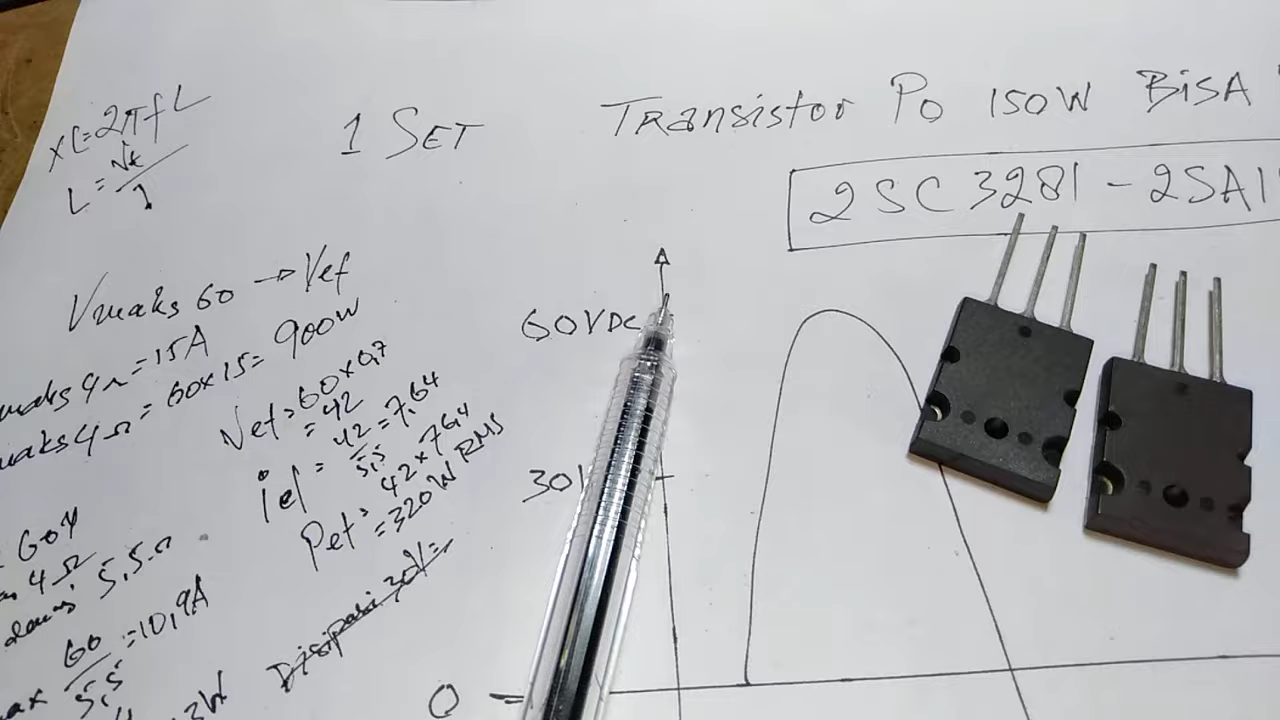 XL=2πfL
L=
1 SET
TRansistor Po 150W BisA
2SC 3281 - 2SA1
Vmaks 60 → Vef
maks 4Ω = 15A
maks 4Ω = 60x15= 900W
Vef=60x0,7
= 42
ief = 42/5,5 = 7,64
Pef = 42x7,64
= 320W RMS
60VDC
30
0
60V
4Ω
5,5Ω
60/5,5 = 10,9A
Disipasi 30V=